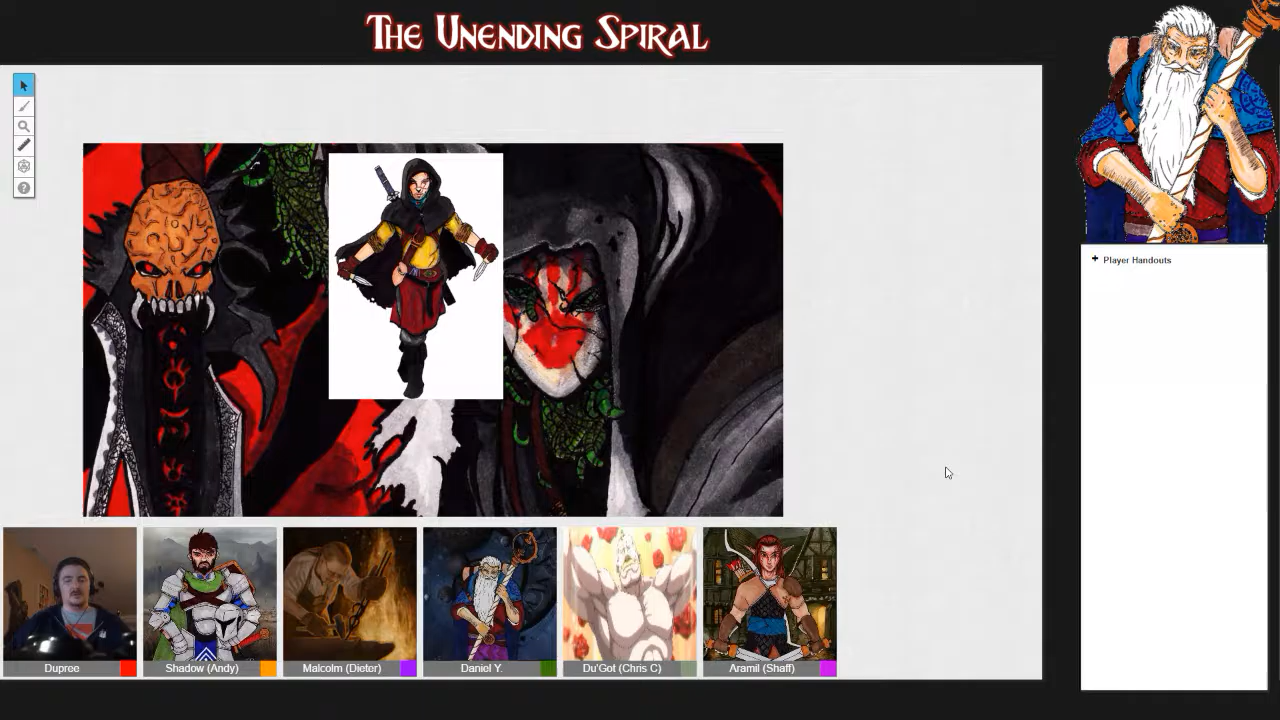 The Unending Spiral
Player Handouts
Dupree
Shadow (Andy)
Malcolm (Dieter)
Daniel Y.
Du'Got (Chris C)
Aramil (Shaff)